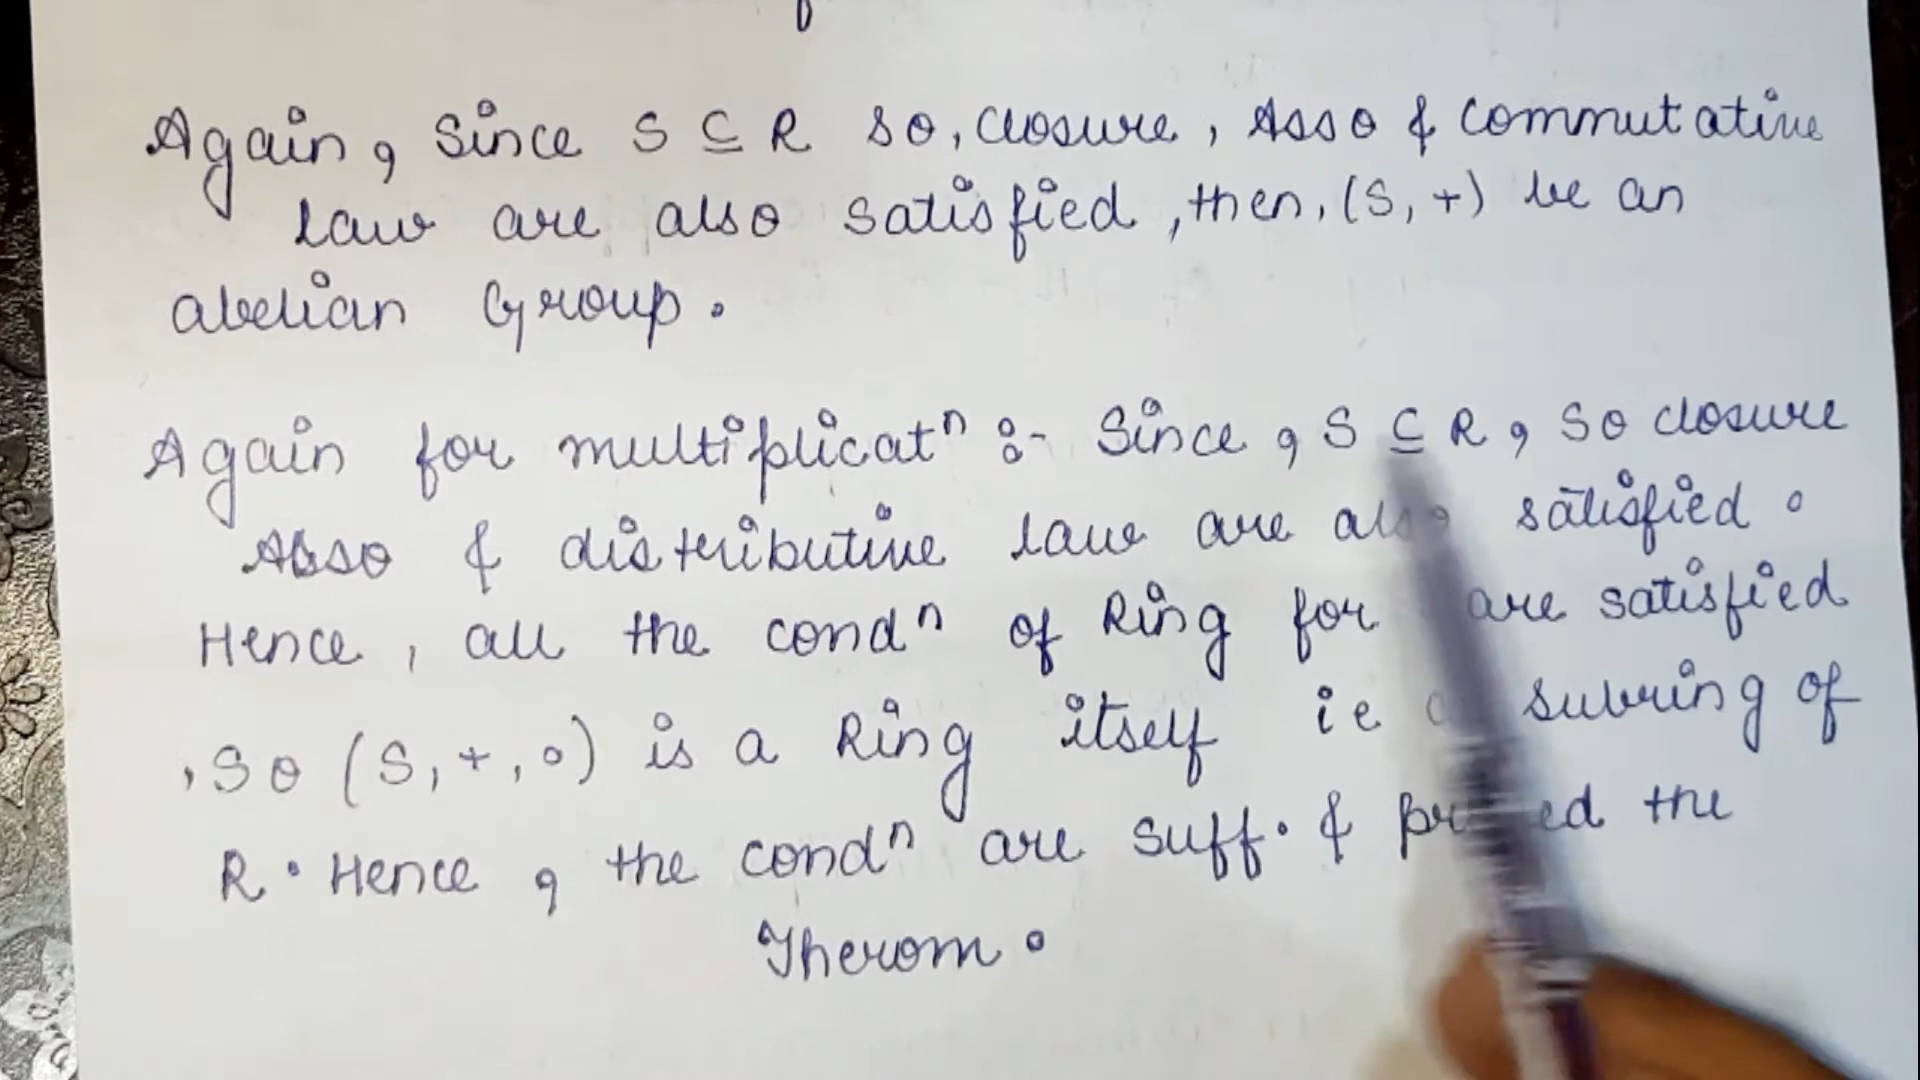 Again, Since S ⊆ R so, closure, Asso & commutative
law are also satisfied, then, (S, +) be an
abelian Group.
Again for multiplicatⁿ :- Since, S ⊆ R, So closure
Asso & distributive law are also satisfied.
Hence, all the condⁿ of Ring for are satisfied
, so (S, +, ∘) is a Ring itself ie subring of
R. Hence, the condⁿ are suff. & the
Therom.